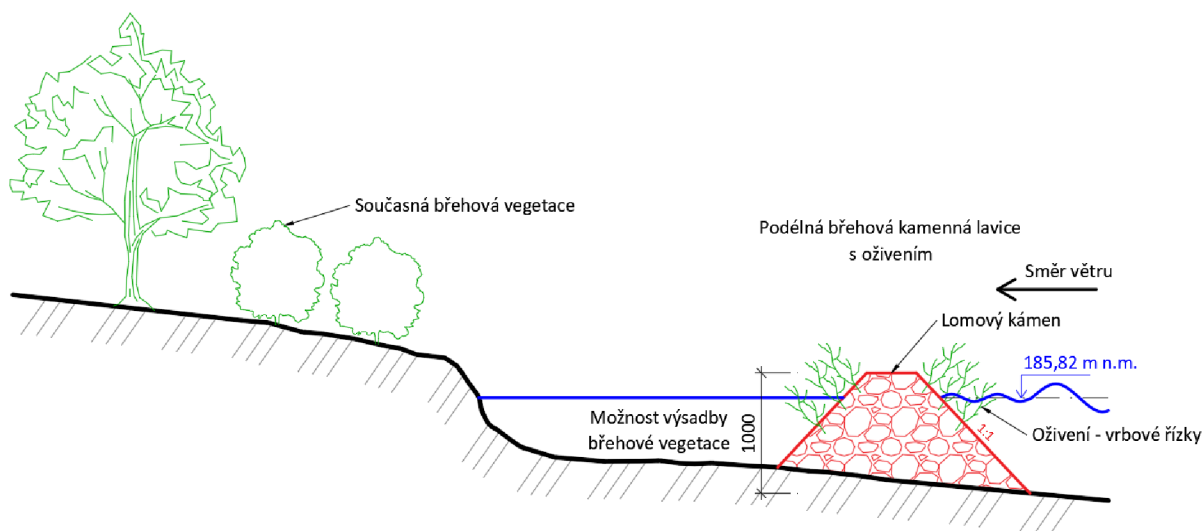 Současná břehová vegetace
Podélná břehová kamenná lavice
s oživením
Směr větru
Lomový kámen
185,82 m n.m.
Možnost výsadby
břehové vegetace
1000
1:1
Oživení - vrbové řízky